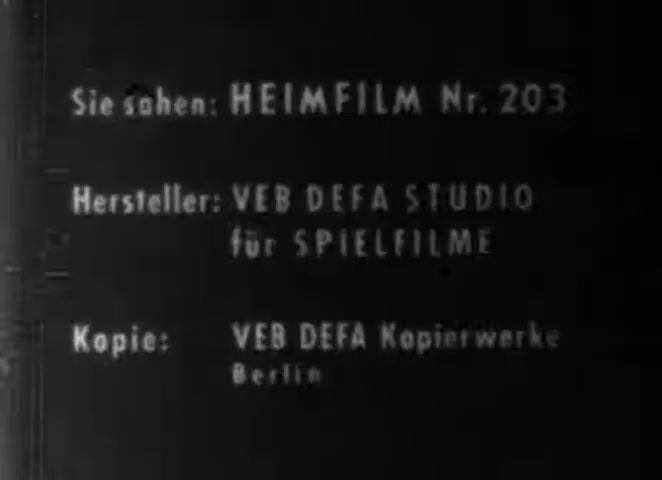 Sie sahen: HEIMFILM Nr. 203
Hersteller: VEB DEFA STUDIO
für SPIELFILME
Kopie: VEB DEFA Kopierwerke
Berlin